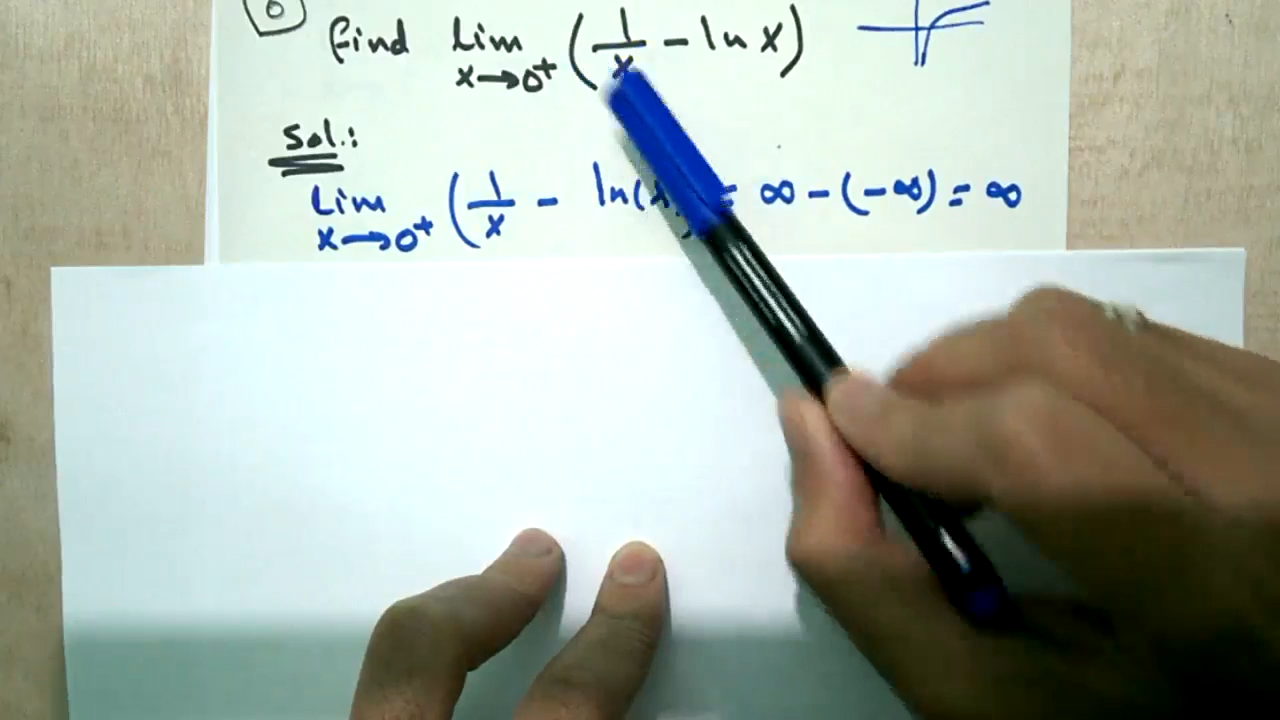 6
Find Lim x→0⁺ (1/x − ln x)
Sol.:
Lim x→0⁺ (1/x − ln(x) = ∞ − (−∞) = ∞